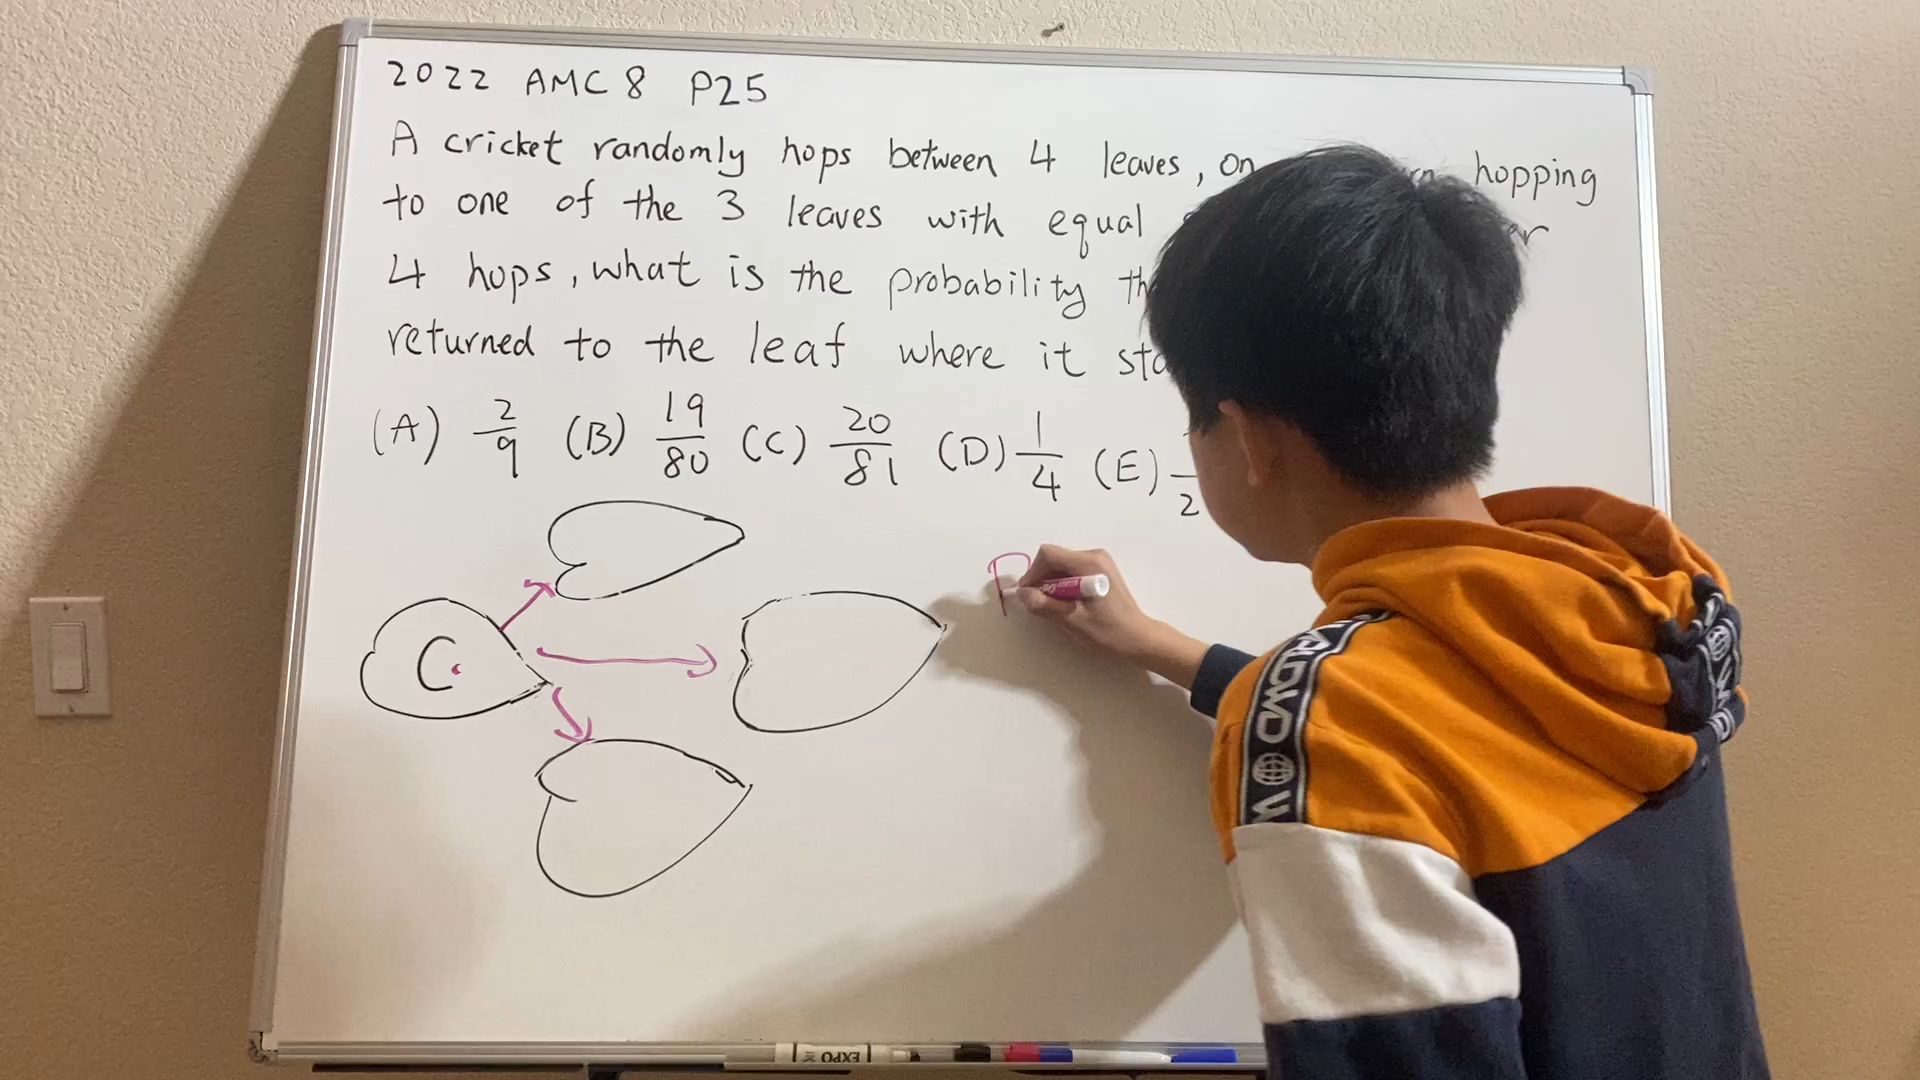 2022 AMC 8 P25
A cricket randomly hops between 4 leaves, on hopping
to one of the 3 leaves with equal
4 hops, what is the probability
returned to the leaf where it
(A) 2/9 (B) 19/80 (C) 20/81 (D) 1/4 (E)
C
P
EXPO